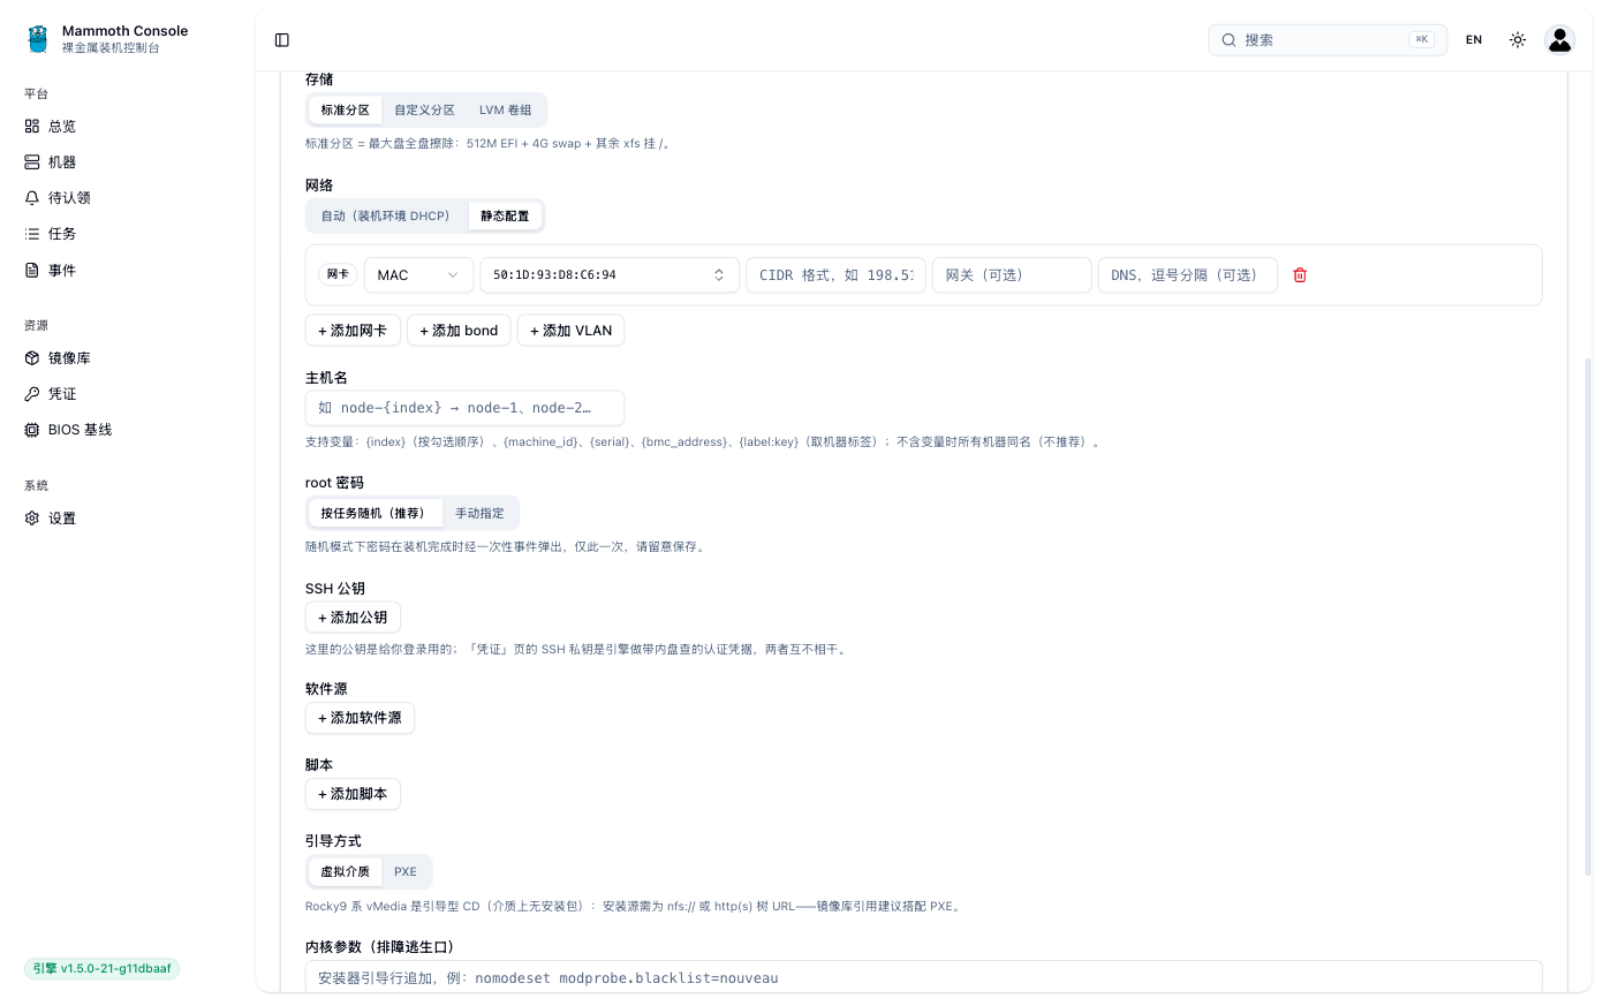 Mammoth Console
裸金属装机控制台
平台
总览
机器
待认领
任务
事件
资源
镜像库
凭证
BIOS 基线
系统
设置
引擎 v1.5.0-21-g11dbaaf
搜索
⌘K
EN
存储
标准分区 自定义分区 LVM 卷组
标准分区 = 最大盘全盘擦除：512M EFI + 4G swap + 其余 xfs 挂 /。
网络
自动（装机环境 DHCP） 静态配置
网卡 MAC 50:1D:93:D8:C6:94 CIDR 格式，如 198.51 网关（可选） DNS，逗号分隔（可选）
+ 添加网卡 + 添加 bond + 添加 VLAN
主机名
如 node-{index} → node-1、node-2…
支持变量：{index}（按勾选顺序）、{machine_id}、{serial}、{bmc_address}、{label:key}（取机器标签）；不含变量时所有机器同名（不推荐）。
root 密码
按任务随机（推荐） 手动指定
随机模式下密码在装机完成时经一次性事件弹出，仅此一次，请留意保存。
SSH 公钥
+ 添加公钥
这里的公钥是给你登录用的；「凭证」页的 SSH 私钥是引擎做带内盘查的认证凭据，两者互不相干。
软件源
+ 添加软件源
脚本
+ 添加脚本
引导方式
虚拟介质 PXE
Rocky9 系 vMedia 是引导型 CD（介质上无安装包）：安装源需为 nfs:// 或 http(s) 树 URL——镜像库引用建议搭配 PXE。
内核参数（排障逃生口）
安装器引导行追加，例：nomodeset modprobe.blacklist=nouveau